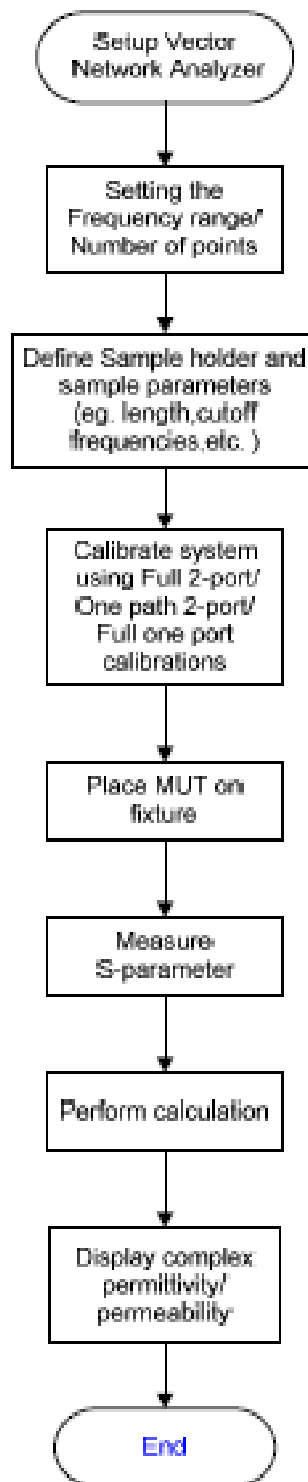 Setup Vector
Network Analyzer
Setting the
Frequency range/
Number of points
Define Sample holder and
sample parameters
(eg. length,cutoff
frequencies,etc. )
Calibrate system
using Full 2-port/
One path 2-port/
Full one port
calibrations
Place MUT on
fixture
Measure
S-parameter
Perform calculation
Display complex
permittivity/
permeability
End